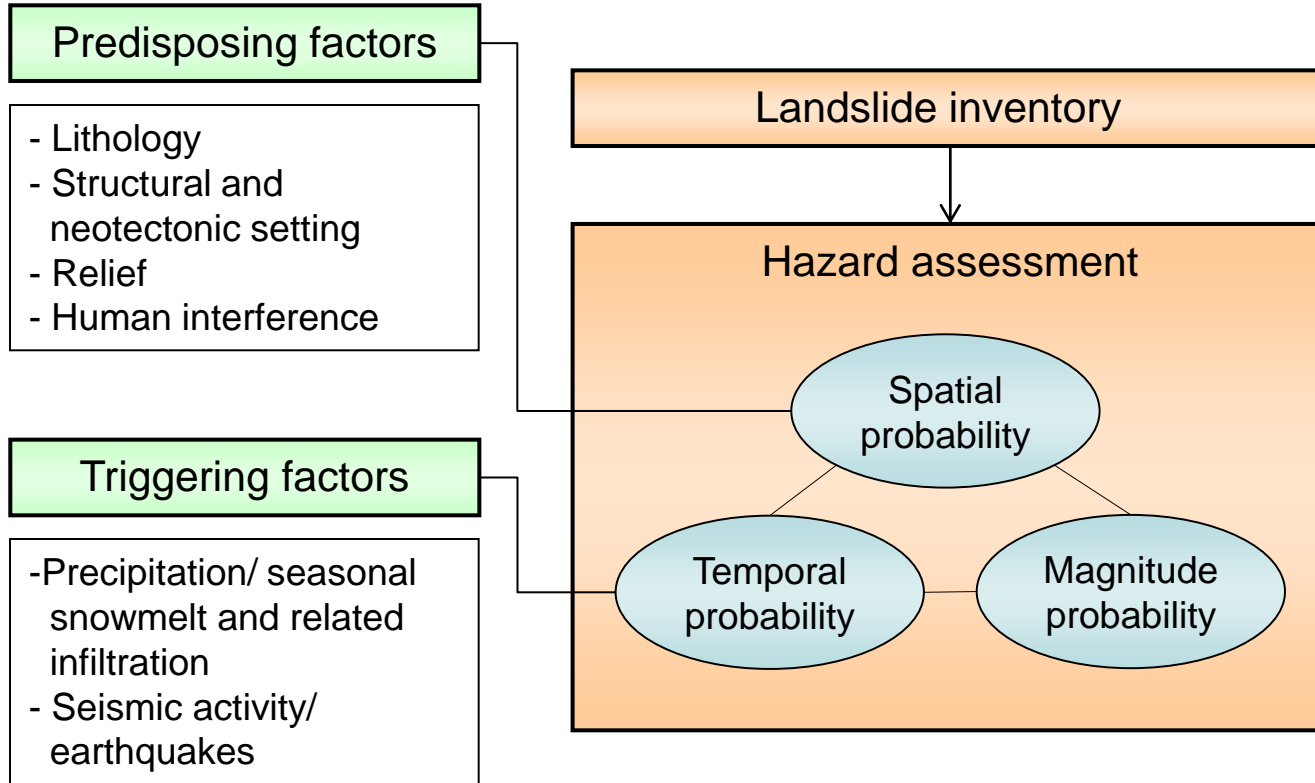 Predisposing factors
- Lithology
- Structural and
neotectonic setting
- Relief
- Human interference
Triggering factors
-Precipitation/ seasonal
snowmelt and related
infiltration
- Seismic activity/
earthquakes
Landslide inventory
Hazard assessment
Spatial
probability
Temporal
probability
Magnitude
probability